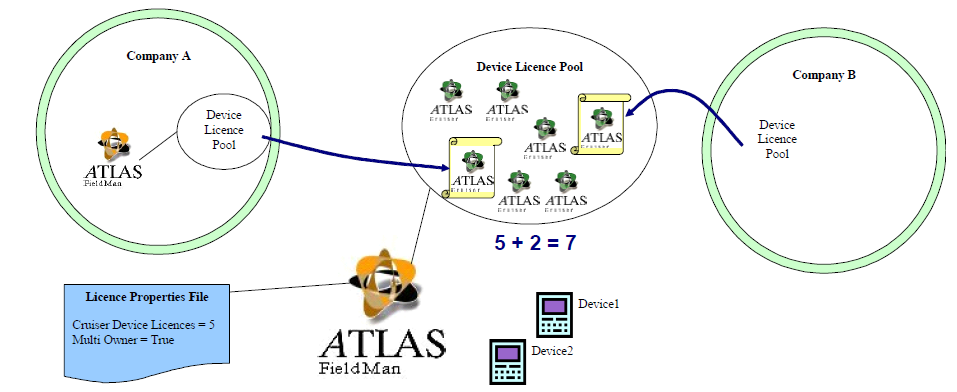 Company A
Device
Licence
Pool
ATLAS
FieldMan
Device Licence Pool
ATLAS
Cruiser
ATLAS
Cruiser
ATLAS
Cruiser
ATLAS
Cruiser
ATLAS
Cruiser
ATLAS
Cruiser
ATLAS
Cruiser
5 + 2 = 7
Company B
Device
Licence
Pool
Licence Properties File
Cruiser Device Licences = 5
Multi Owner = True
ATLAS
FieldMan
Device1
Device2